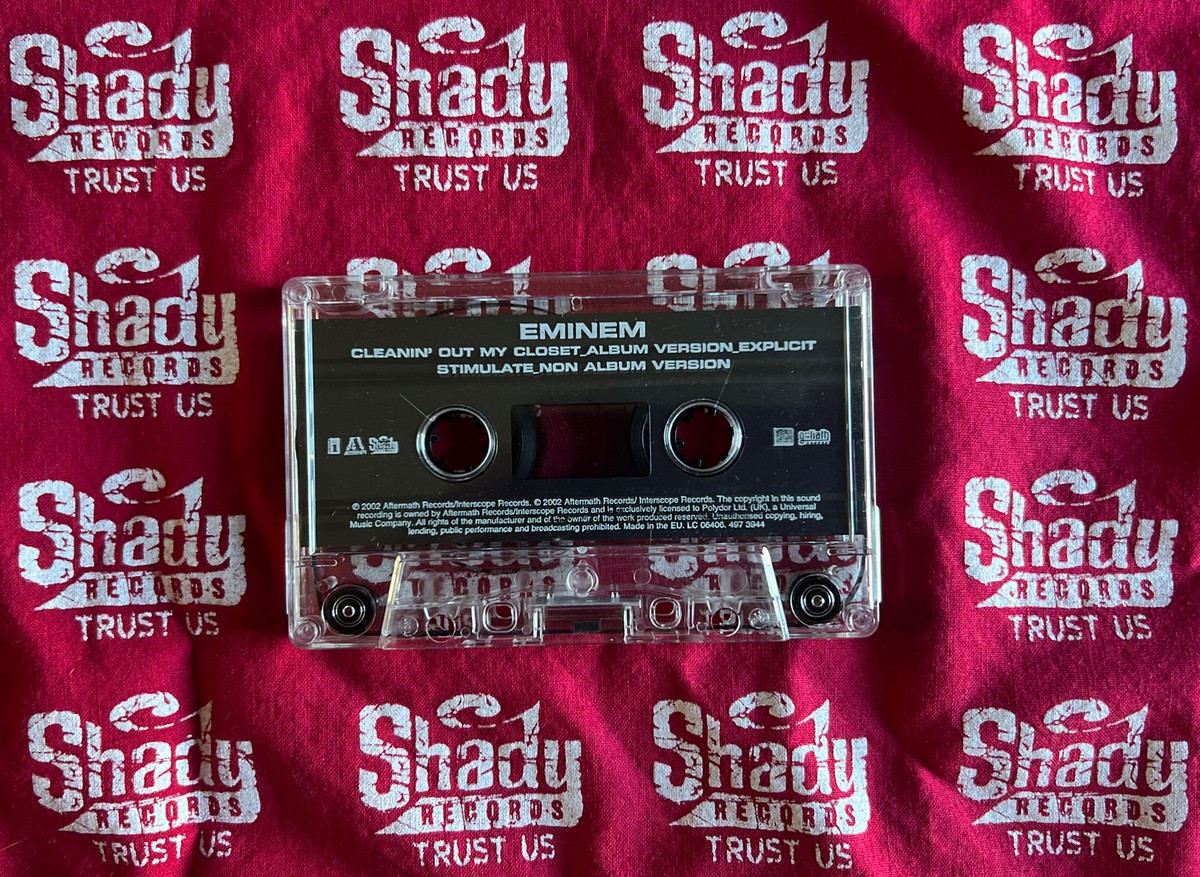 Shady
RECORDS
TRUST US
Shady
RECORDS
TRUST US
Shady
RECORDS
TRUST US
Shady
RECORDS
TRUST US
Shady
RECORDS
TRUST US
EMINEM
CLEANIN' OUT MY CLOSET_ALBUM VERSION_EXPLICIT
STIMULATE_NON ALBUM VERSION
Shady
goliath
℗ 2002 Aftermath Records/Interscope Records. © 2002 Aftermath Records/ Interscope Records. The copyright in this sound
recording is owned by Aftermath Records/Interscope Records and is exclusively licensed to Polydor Ltd. (UK), a Universal
Music Company. All rights of the manufacturer and of the owner of the work produced reserved. Unauthorised copying, hiring,
lending, public performance and broadcasting prohibited. Made in the EU. LC 06406. 497 3944
Shady
RECORDS
TRUST US
Shady
RECORDS
TRUST US
Shady
RECORDS
TRUST US
Shady
RECORDS
TRUST US
Shady
RECORDS
TRUST US
Shady
RECORDS
TRUST US
Shady
RECORDS
TRUST US